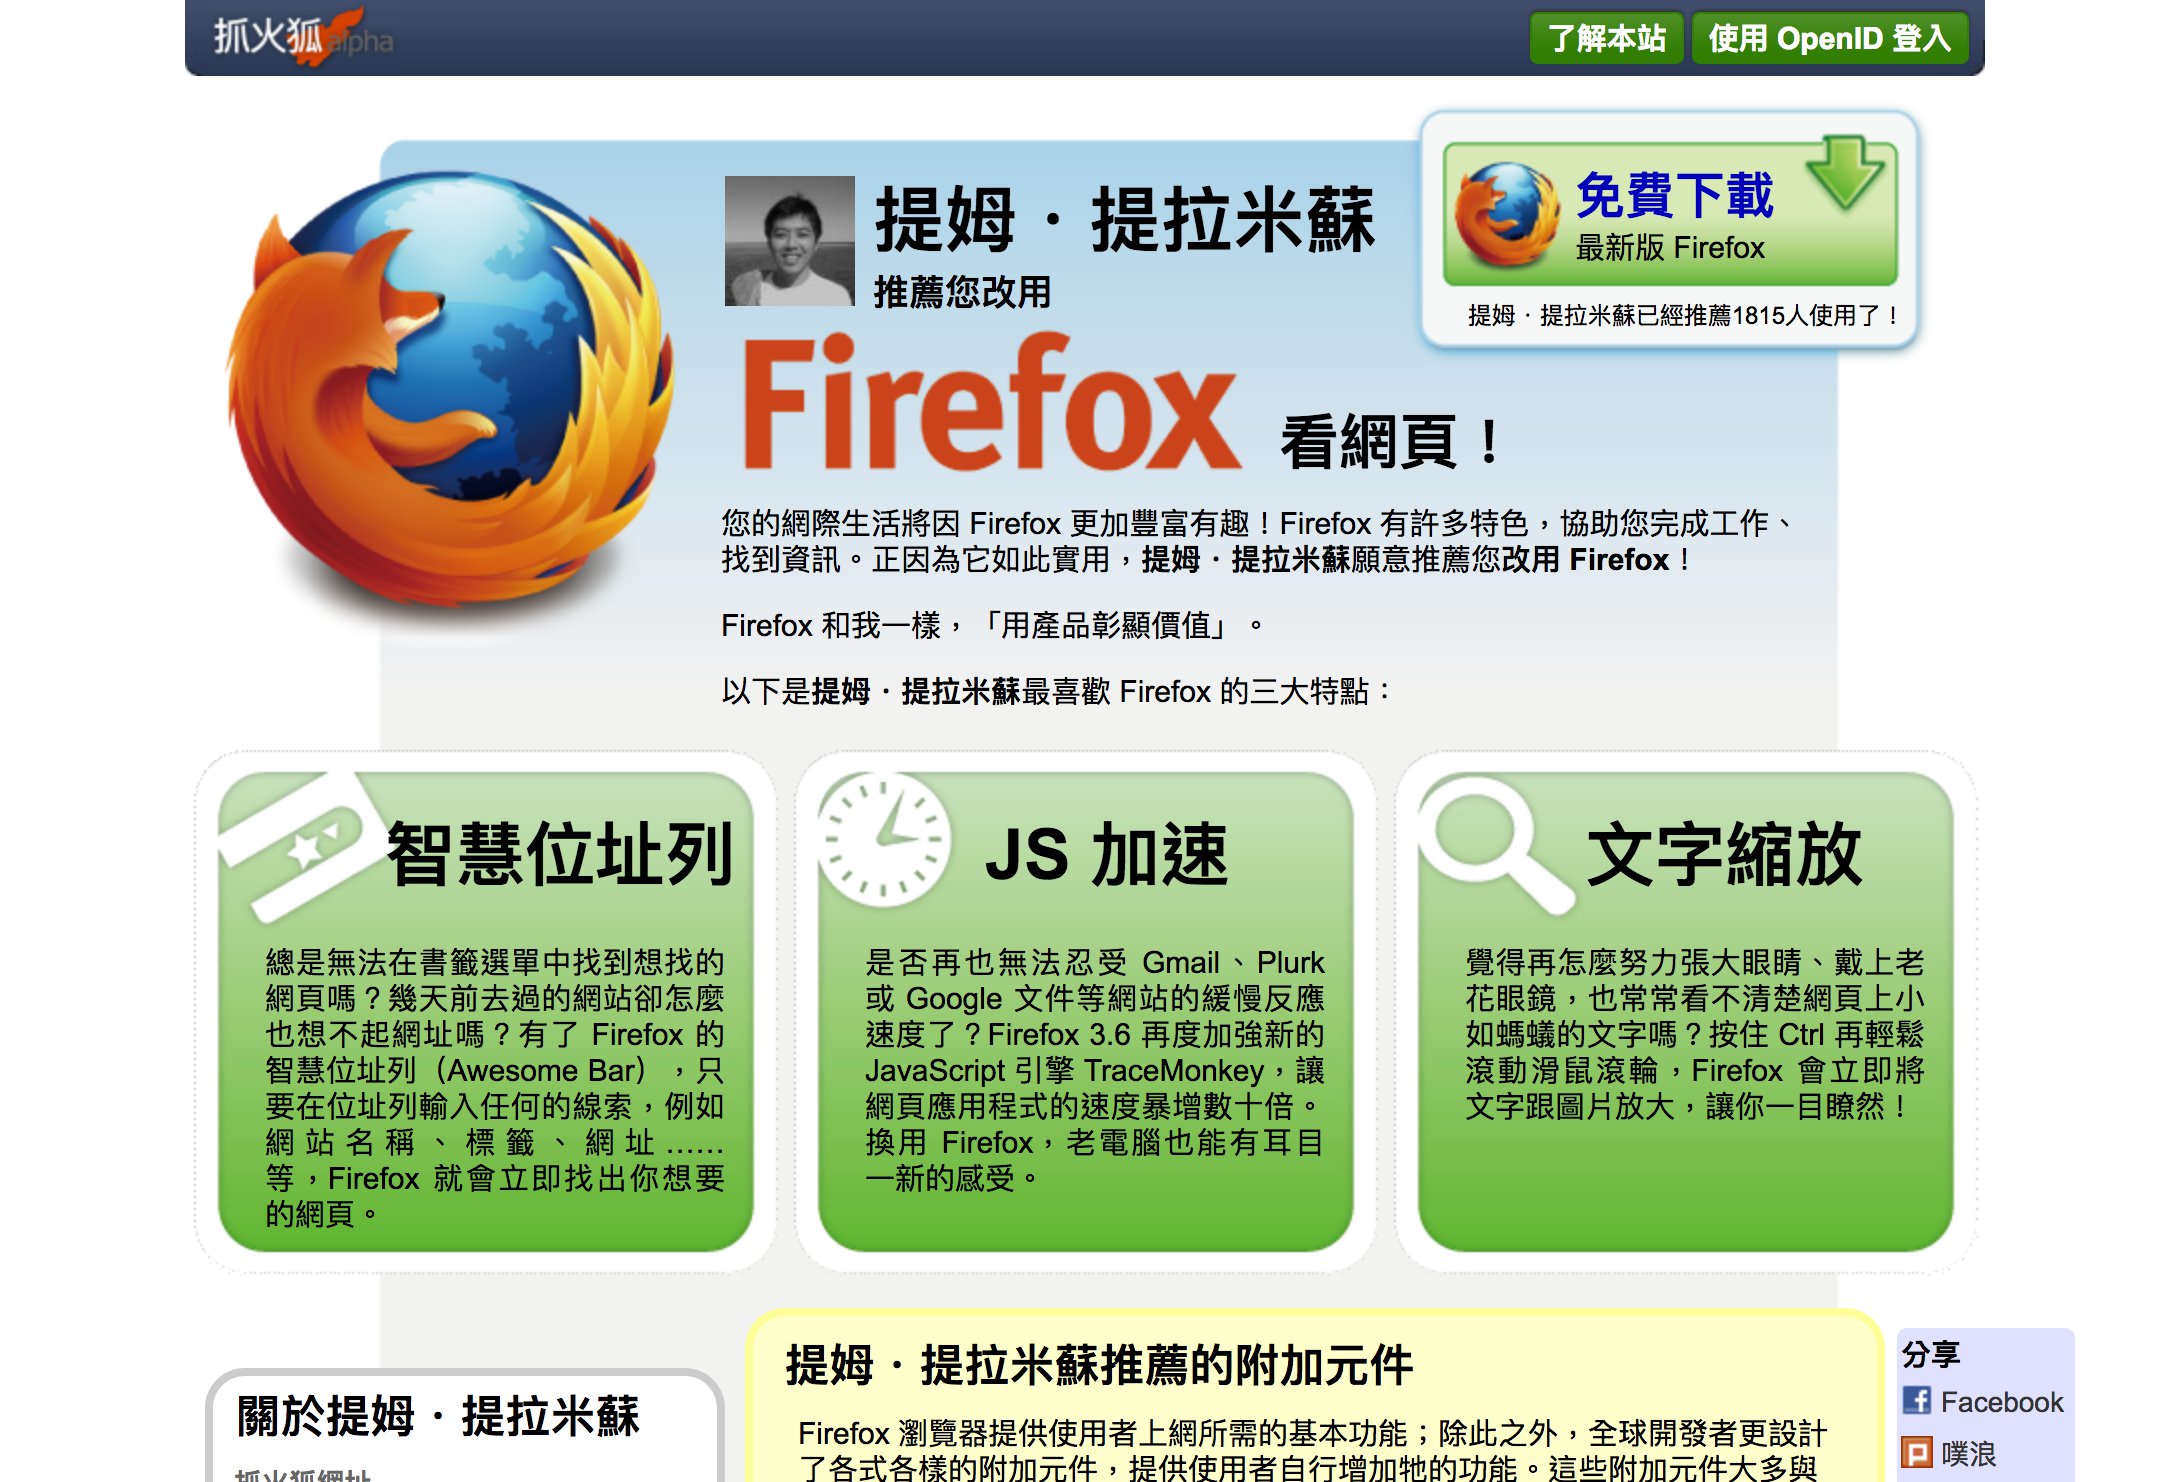 抓火狐alpha
了解本站
使用 OpenID 登入
提姆．提拉米蘇
推薦您改用
Firefox 看網頁！
免費下載
最新版 Firefox
提姆．提拉米蘇已經推薦1815人使用了！
您的網際生活將因 Firefox 更加豐富有趣！Firefox 有許多特色，協助您完成工作、
找到資訊。正因為它如此實用，提姆．提拉米蘇願意推薦您改用 Firefox！
Firefox 和我一樣，「用產品彰顯價值」。
以下是提姆．提拉米蘇最喜歡 Firefox 的三大特點：
智慧位址列
總是無法在書籤選單中找到想找的
網頁嗎？幾天前去過的網站卻怎麼
也想不起網址嗎？有了 Firefox 的
智慧位址列（Awesome Bar），只
要在位址列輸入任何的線索，例如
網站名稱、標籤、網址……
等，Firefox 就會立即找出你想要
的網頁。
JS 加速
是否再也無法忍受 Gmail、Plurk
或 Google 文件等網站的緩慢反應
速度了？Firefox 3.6 再度加強新的
JavaScript 引擎 TraceMonkey，讓
網頁應用程式的速度暴增數十倍。
換用 Firefox，老電腦也能有耳目
一新的感受。
文字縮放
覺得再怎麼努力張大眼睛、戴上老
花眼鏡，也常常看不清楚網頁上小
如螞蟻的文字嗎？按住 Ctrl 再輕鬆
滾動滑鼠滾輪，Firefox 會立即將
文字跟圖片放大，讓你一目瞭然！
關於提姆．提拉米蘇
抓火狐網址
提姆．提拉米蘇推薦的附加元件
Firefox 瀏覽器提供使用者上網所需的基本功能；除此之外，全球開發者更設計
了各式各樣的附加元件，提供使用者自行增加牠的功能。這些附加元件大多與
分享
Facebook
噗浪